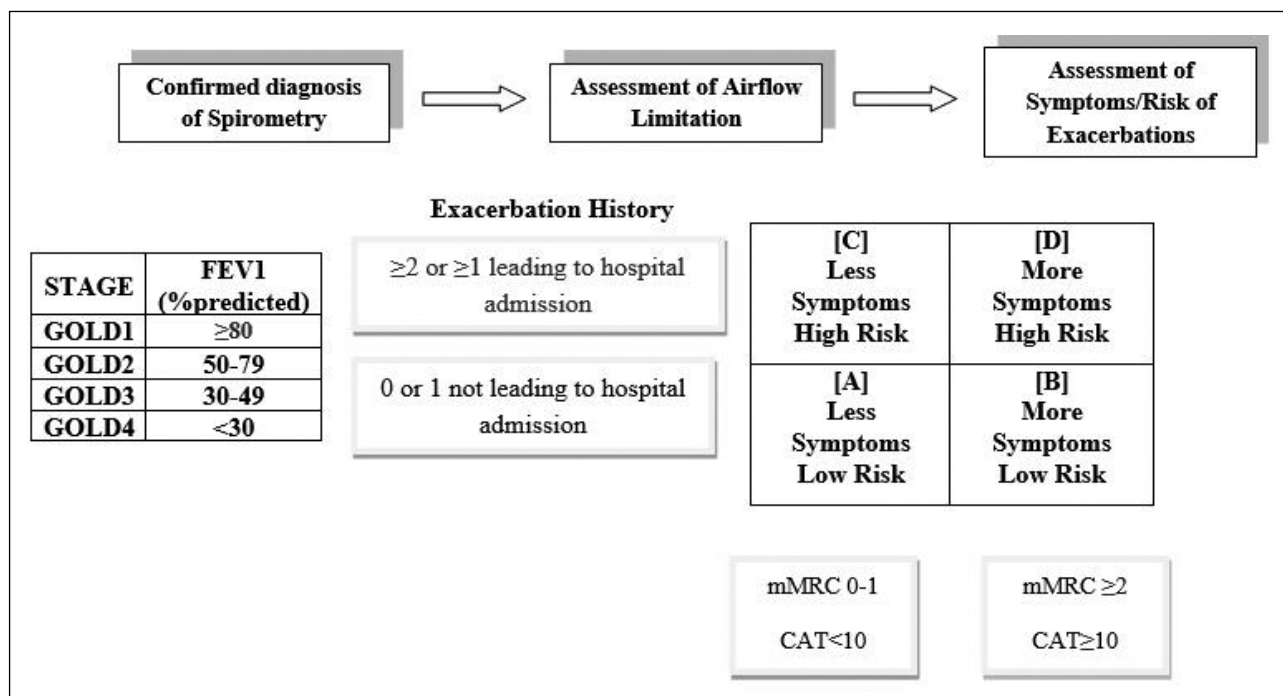 Confirmed diagnosis
of Spirometry
Assessment of Airflow
Limitation
Assessment of
Symptoms/Risk of
Exacerbations
STAGE FEV1
(%predicted)
GOLD1 ≥80
GOLD2 50-79
GOLD3 30-49
GOLD4 <30
Exacerbation History
≥2 or ≥1 leading to hospital
admission
0 or 1 not leading to hospital
admission
[C]
Less
Symptoms
High Risk
[D]
More
Symptoms
High Risk
[A]
Less
Symptoms
Low Risk
[B]
More
Symptoms
Low Risk
mMRC 0-1
CAT<10
mMRC ≥2
CAT≥10